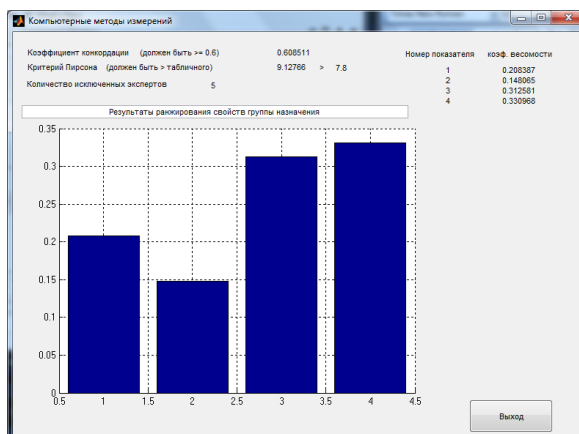 Компьютерные методы измерений
Коэффициент конкордации (должен быть >= 0.6) 0.608511
Критерий Пирсона (должен быть > табличного) 9.12766 > 7.8
Количество исключенных экспертов 5
Номер показателя коэф. весомости
1 0.208387
2 0.148065
3 0.312581
4 0.330968
Результаты ранжирования свойств группы назначения
0.35
0.3
0.25
0.2
0.15
0.1
0.05
0
0.5 1 1.5 2 2.5 3 3.5 4 4.5
Выход